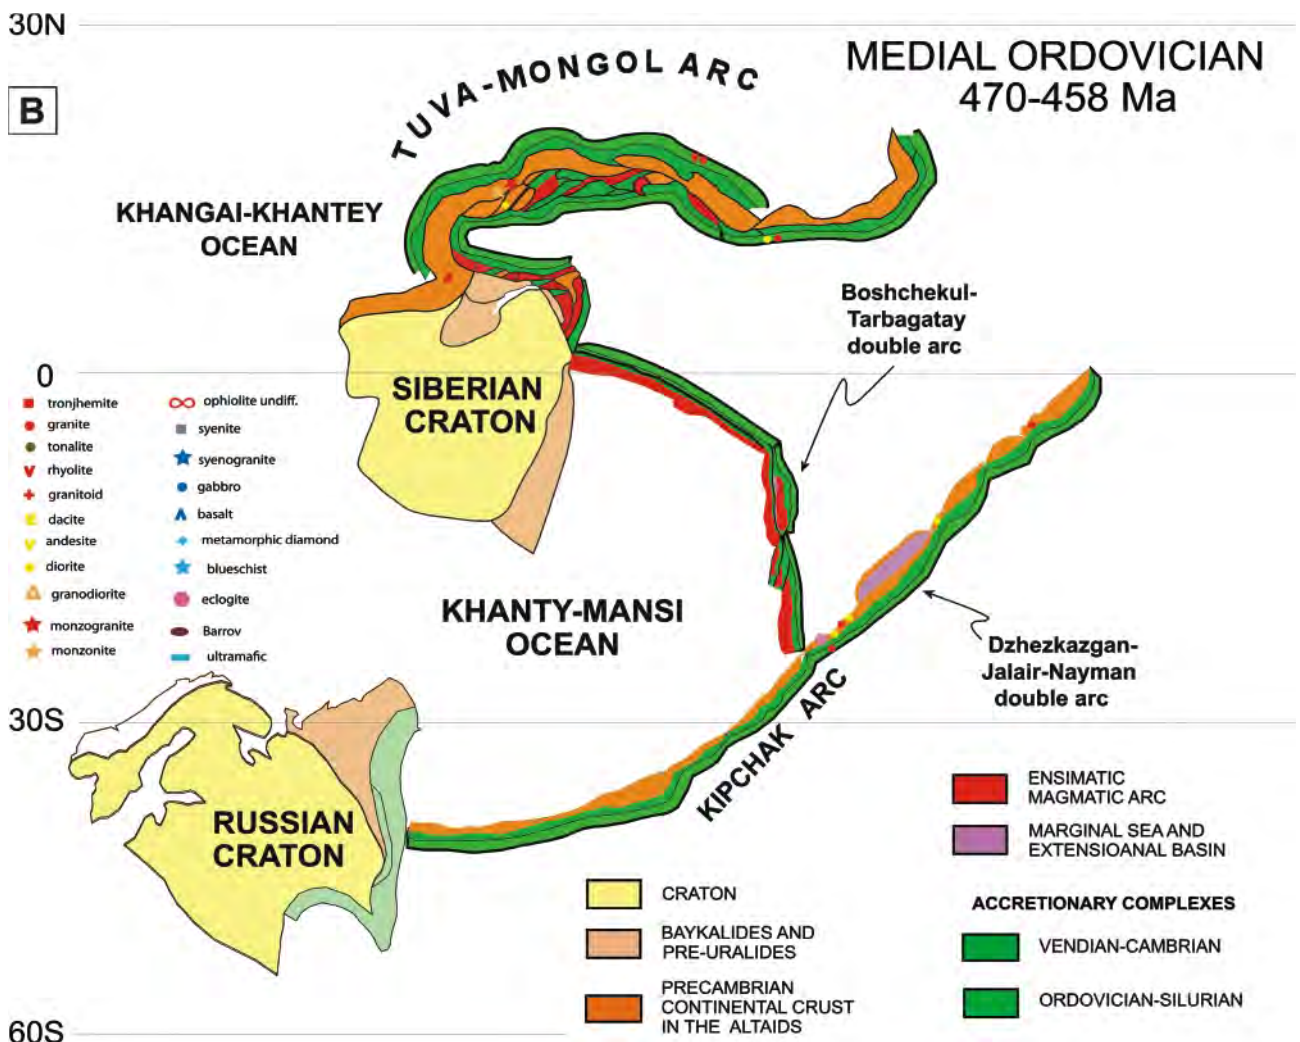 30N
MEDIAL ORDOVICIAN
470-458 Ma
B
TUVA-MONGOL ARC
KHANGAI-KHANTEY
OCEAN
Boshchekul-
Tarbagatay
double arc
0
SIBERIAN
CRATON
tronjhemite
granite
tonalite
rhyolite
granitoid
dacite
andesite
diorite
granodiorite
monzogranite
monzonite
ophiolite undiff.
syenite
syenogranite
gabbro
basalt
metamorphic diamond
blueschist
eclogite
Barrov
ultramafic
KHANTY-MANSI
OCEAN
Dzhezkazgan-
Jalair-Nayman
double arc
30S
KIPCHAK ARC
RUSSIAN
CRATON
ENSIMATIC
MAGMATIC ARC
MARGINAL SEA AND
EXTENSIOANAL BASIN
CRATON
BAYKALIDES AND
PRE-URALIDES
PRECAMBRIAN
CONTINENTAL CRUST
IN THE ALTAIDS
ACCRETIONARY COMPLEXES
VENDIAN-CAMBRIAN
ORDOVICIAN-SILURIAN
60S